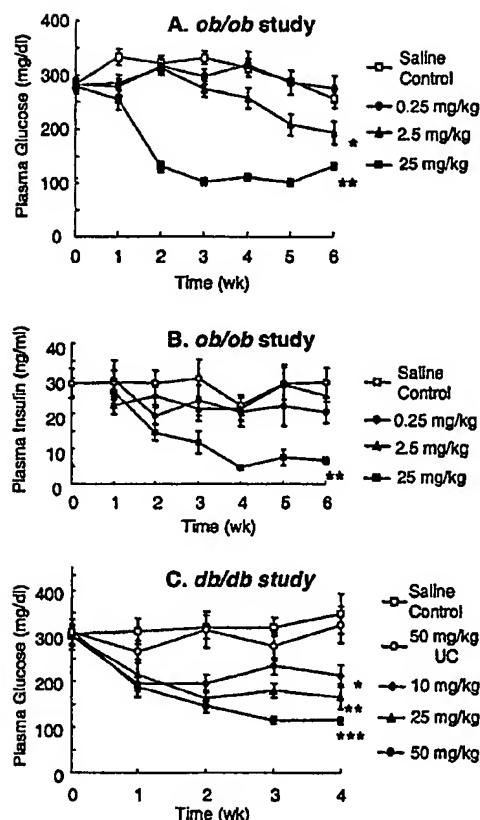 A. ob/ob study
Plasma Glucose (mg/dl)
400
300
200
100
0
0 1 2 3 4 5 6
Time (wk)
Saline
Control
0.25 mg/kg
2.5 mg/kg
25 mg/kg
*
**
B. ob/ob study
Plasma Insulin (ng/ml)
40
30
20
10
0
0 1 2 3 4 5 6
Time (wk)
Saline
Control
0.25 mg/kg
2.5 mg/kg
25 mg/kg
**
C. db/db study
Plasma Glucose (mg/dl)
400
300
200
100
0
0 1 2 3 4
Time (wk)
Saline
Control
50 mg/kg
UC
10 mg/kg
25 mg/kg
50 mg/kg
*
**
***